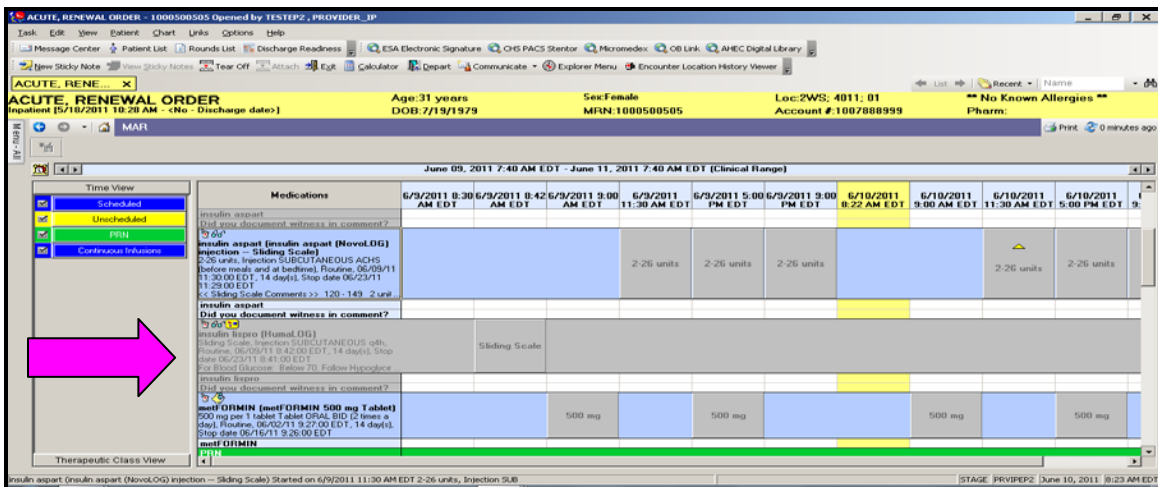 ACUTE, RENEWAL ORDER - 1000500505 Opened by TESTEPZ , PROVIDER_IP
Task Edit View Patient Chart Links Options Help
Message Center Patient List Rounds List Discharge Readiness ESA Electronic Signature CHS PACS Stentor Micromedex OB Link AHEC Digital Library
New Sticky Note View Sticky Notes Tear Off Attach Exit Calculator Depart Communicate Explorer Menu Encounter Location History Viewer
ACUTE, RENE... List Recent Name
ACUTE, RENEWAL ORDER Age:31 years Sex:Female Loc:2WS; 4011; 01 ** No Known Allergies **
Inpatient [5/18/2011 10:28 AM - <No - Discharge date>] DOB:7/19/1979 MRN:1000500505 Account #:1007888999 Pharm:
Menu - All
MAR Print 0 minutes ago
June 09, 2011 7:40 AM EDT - June 11, 2011 7:40 AM EDT (Clinical Range)
Time View
Scheduled
Unscheduled
PRN
Continuous Infusions
Therapeutic Class View
Medications 6/9/2011 8:30 AM EDT 6/9/2011 8:42 AM EDT 6/9/2011 9:00 AM EDT 6/9/2011 11:30 AM EDT 6/9/2011 5:00 PM EDT 6/9/2011 9:00 PM EDT 6/10/2011 8:22 AM EDT 6/10/2011 9:00 AM EDT 6/10/2011 11:30 AM EDT 6/10/2011 5:00 PM EDT 9:
insulin aspart
Did you document witness in comment?
insulin aspart (insulin aspart (NovoLOG)
injection -- Sliding Scale)
2-26 units, Injection SUBCUTANEOUS ACHS
(before meals and at bedtime), Routine, 06/09/11
11:30:00 EDT, 14 day(s), Stop date 06/23/11
11:29:00 EDT
<< Sliding Scale Comments >> 120 - 149 2 unit...
2-26 units 2-26 units 2-26 units 2-26 units 2-26 units
insulin aspart
Did you document witness in comment?
insulin lispro (HumaLOG)
Sliding Scale, Injection SUBCUTANEOUS q4h,
Routine, 06/09/11 8:42:00 EDT, 14 day(s), Stop
date 06/23/11 8:41:00 EDT
For Blood Glucose: Below 70. Follow Hypoglyce...
Sliding Scale
insulin lispro
Did you document witness in comment?
metFORMIN (metFORMIN 500 mg Tablet)
500 mg per 1 tablet Tablet ORAL BID (2 times a
day), Routine, 06/02/11 9:27:00 EDT, 14 day(s),
Stop date 06/16/11 9:26:00 EDT
500 mg 500 mg 500 mg 500 mg
metFORMIN
PRN
insulin aspart (insulin aspart (NovoLOG) injection -- Sliding Scale) Started on 6/9/2011 11:30 AM EDT 2-26 units, Injection SUB STAGE PRVIPEP2 June 10, 2011 8:23 AM EDT